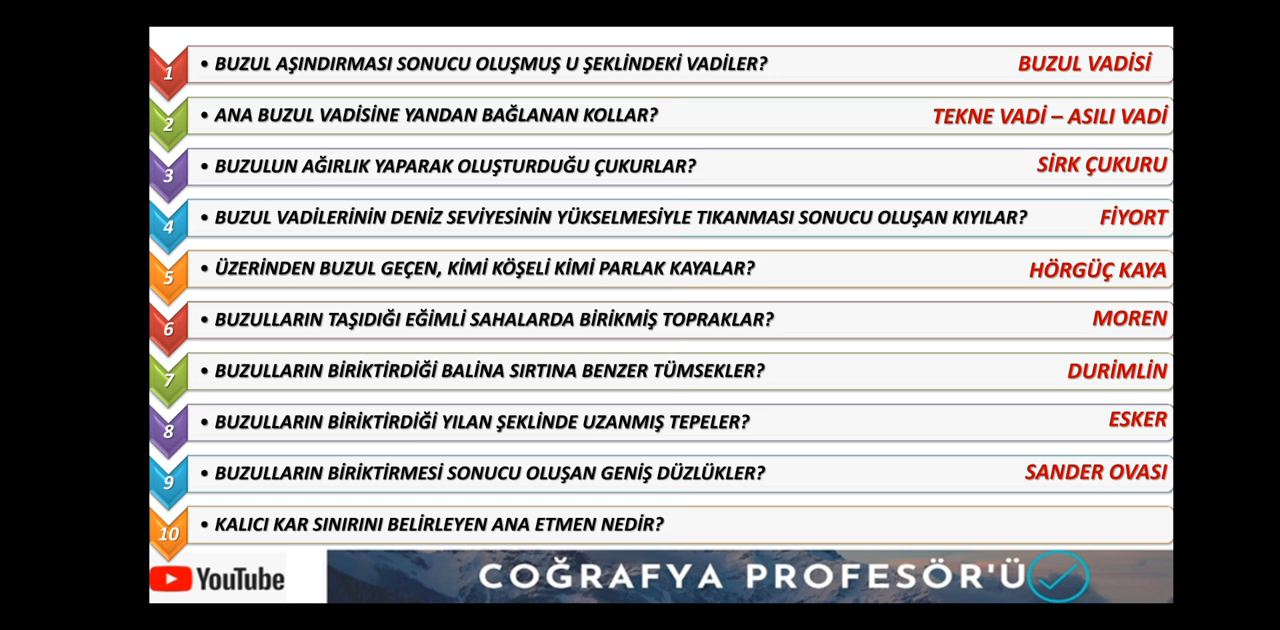 1 • BUZUL AŞINDIRMASI SONUCU OLUŞMUŞ U ŞEKLİNDEKİ VADİLER? BUZUL VADİSİ
2 • ANA BUZUL VADİSİNE YANDAN BAĞLANAN KOLLAR? TEKNE VADİ – ASILI VADİ
3 • BUZULUN AĞIRLIK YAPARAK OLUŞTURDUĞU ÇUKURLAR? SİRK ÇUKURU
4 • BUZUL VADİLERİNİN DENİZ SEVİYESİNİN YÜKSELMESİYLE TIKANMASI SONUCU OLUŞAN KIYILAR? FİYORT
5 • ÜZERİNDEN BUZUL GEÇEN, KİMİ KÖŞELİ KİMİ PARLAK KAYALAR? HÖRGÜÇ KAYA
6 • BUZULLARIN TAŞIDIĞI EĞİMLİ SAHALARDA BİRİKMİŞ TOPRAKLAR? MOREN
7 • BUZULLARIN BİRİKTİRDİĞİ BALİNA SIRTINA BENZER TÜMSEKLER? DURİMLİN
8 • BUZULLARIN BİRİKTİRDİĞİ YILAN ŞEKLİNDE UZANMIŞ TEPELER? ESKER
9 • BUZULLARIN BİRİKTİRMESİ SONUCU OLUŞAN GENİŞ DÜZLÜKLER? SANDER OVASI
10 • KALICI KAR SINIRINI BELİRLEYEN ANA ETMEN NEDİR?
YouTube COĞRAFYA PROFESÖR'Ü